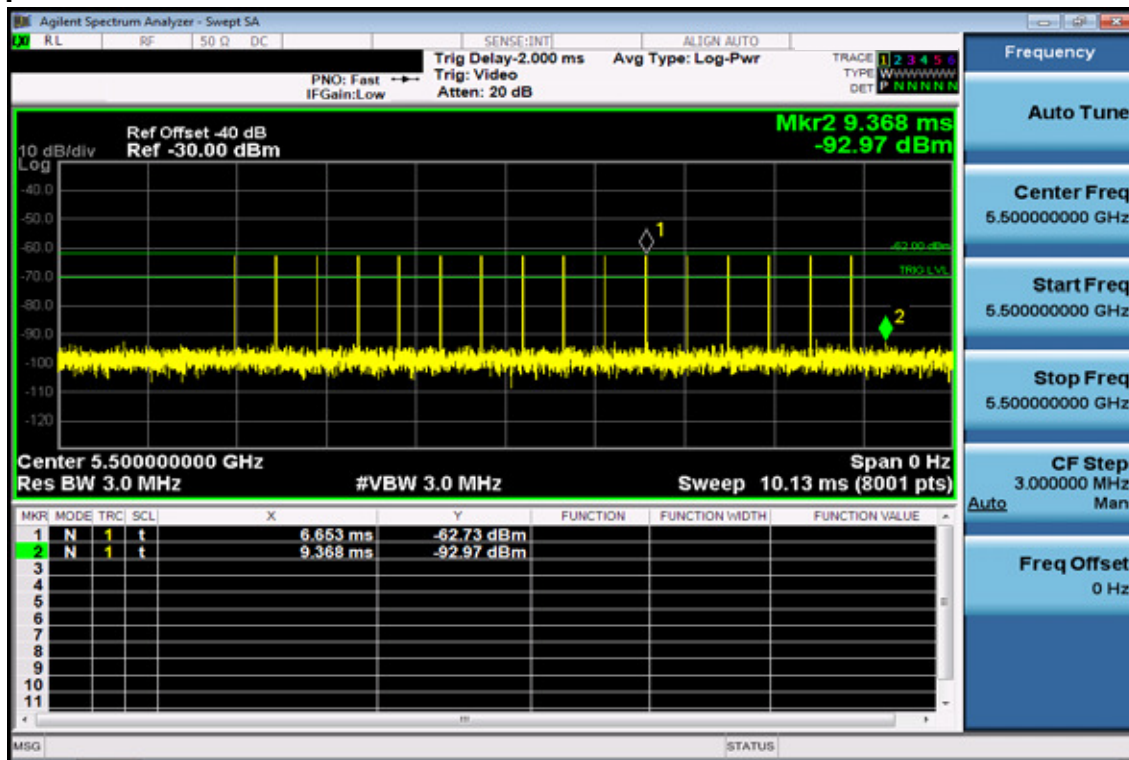 Agilent Spectrum Analyzer - Swept SA
RL RF 50 Ω DC SENSE:INT ALIGN AUTO
Trig Delay-2.000 ms Avg Type: Log-Pwr TRACE 1 2 3 4 5 6
PNO: Fast Trig: Video TYPE WWWWWW
IFGain:Low Atten: 20 dB DET P N N N N N
Frequency
Auto Tune
Center Freq
5.500000000 GHz
Start Freq
5.500000000 GHz
Stop Freq
5.500000000 GHz
CF Step
3.000000 MHz
Auto Man
Freq Offset
0 Hz
Mkr2 9.368 ms
-92.97 dBm
Ref Offset -40 dB
10 dB/div Ref -30.00 dBm
Log
-40.0
-50.0
1
-60.0
-62.00 dBm
-70.0
TRIG LVL
-80.0
2
-90.0
-100
-110
-120
Center 5.500000000 GHz Span 0 Hz
Res BW 3.0 MHz #VBW 3.0 MHz Sweep 10.13 ms (8001 pts)
MKR MODE TRC SCL X Y FUNCTION FUNCTION WIDTH FUNCTION VALUE
1 N 1 t 6.653 ms -62.73 dBm
2 N 1 t 9.368 ms -92.97 dBm
3
4
5
6
7
8
9
10
11
MSG STATUS